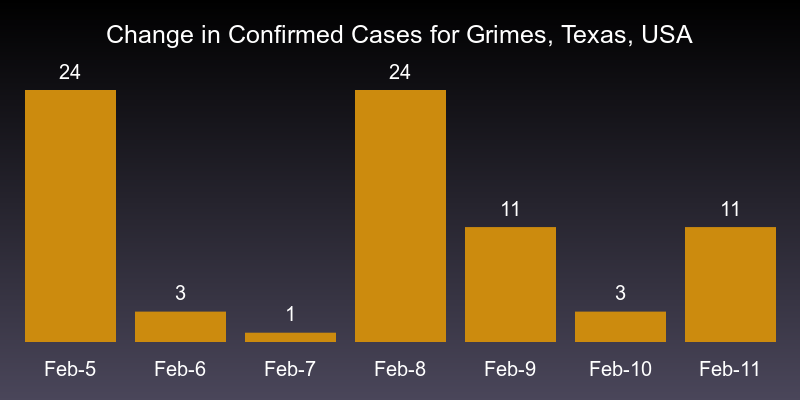 Change in Confirmed Cases for Grimes, Texas, USA
24
3
1
24
11
3
11
Feb-5
Feb-6
Feb-7
Feb-8
Feb-9
Feb-10
Feb-11